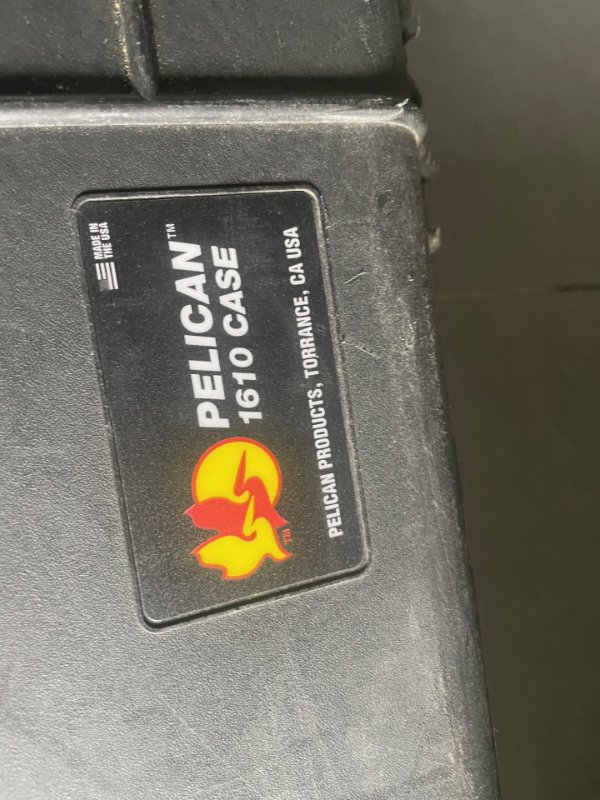 MADE IN
THE USA
PELICAN™
1610 CASE
PELICAN PRODUCTS, TORRANCE, CA USA
TM